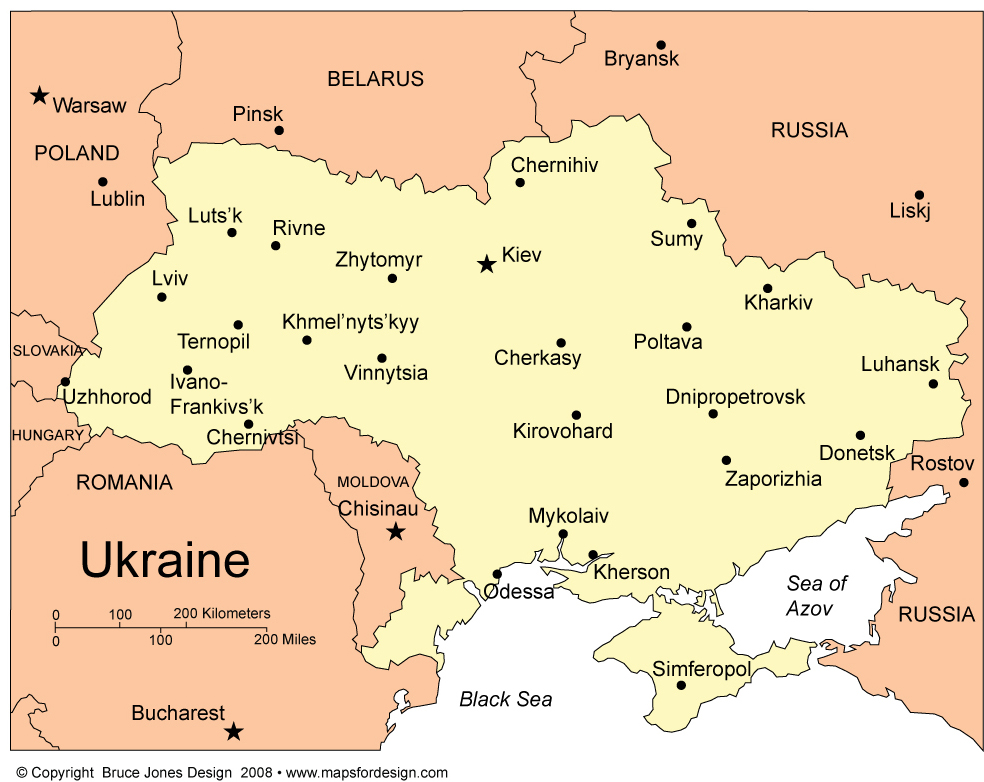 Bryansk
BELARUS
Warsaw
Pinsk
RUSSIA
POLAND
Chernihiv
Lublin
Liskj
Luts'k
Rivne
Sumy
Zhytomyr
Kiev
Lviv
Kharkiv
Khmel'nyts'kyy
Ternopil
Poltava
SLOVAKIA
Cherkasy
Luhansk
Vinnytsia
Ivano-
Frankivs'k
Uzhhorod
Dnipropetrovsk
Kirovohard
HUNGARY
Chernivtsi
Donetsk
Rostov
ROMANIA
MOLDOVA
Zaporizhia
Chisinau
Mykolaiv
Ukraine
Kherson
Odessa
Sea of
Azov
0 100 200 Kilometers
RUSSIA
0 100 200 Miles
Simferopol
Black Sea
Bucharest
© Copyright Bruce Jones Design 2008 • www.mapsfordesign.com